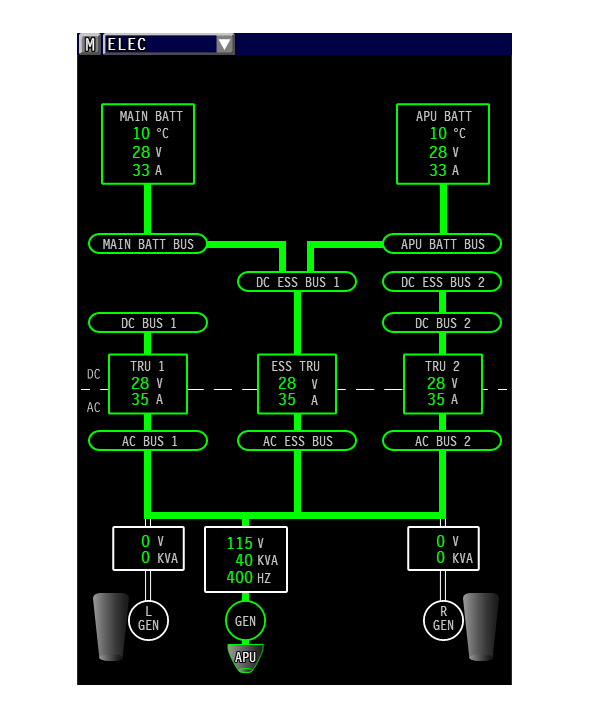 M ELEC
MAIN BATT
10 °C
28 V
33 A
APU BATT
10 °C
28 V
33 A
MAIN BATT BUS
APU BATT BUS
DC ESS BUS 1
DC ESS BUS 2
DC BUS 1
DC BUS 2
DC
AC
TRU 1
28 V
35 A
ESS TRU
28 V
35 A
TRU 2
28 V
35 A
AC BUS 1
AC ESS BUS
AC BUS 2
0 V
0 KVA
115 V
40 KVA
400 HZ
0 V
0 KVA
L
GEN
GEN
R
GEN
APU